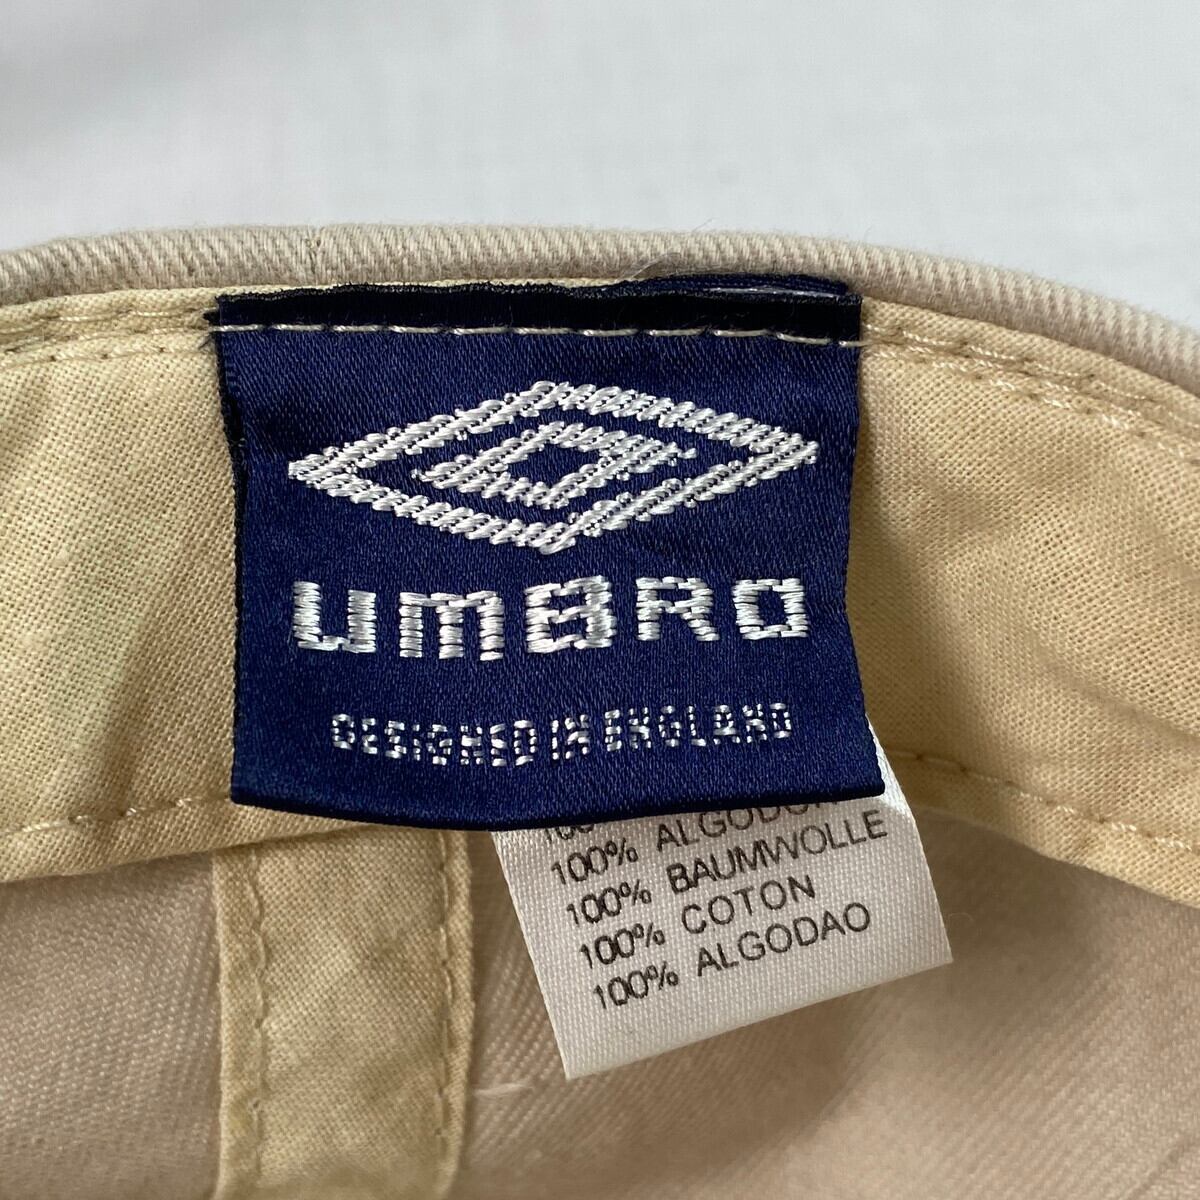 UMBRO
DESIGNED IN ENGLAND
100% ALGODON
100% BAUMWOLLE
100% COTON
100% ALGODAO